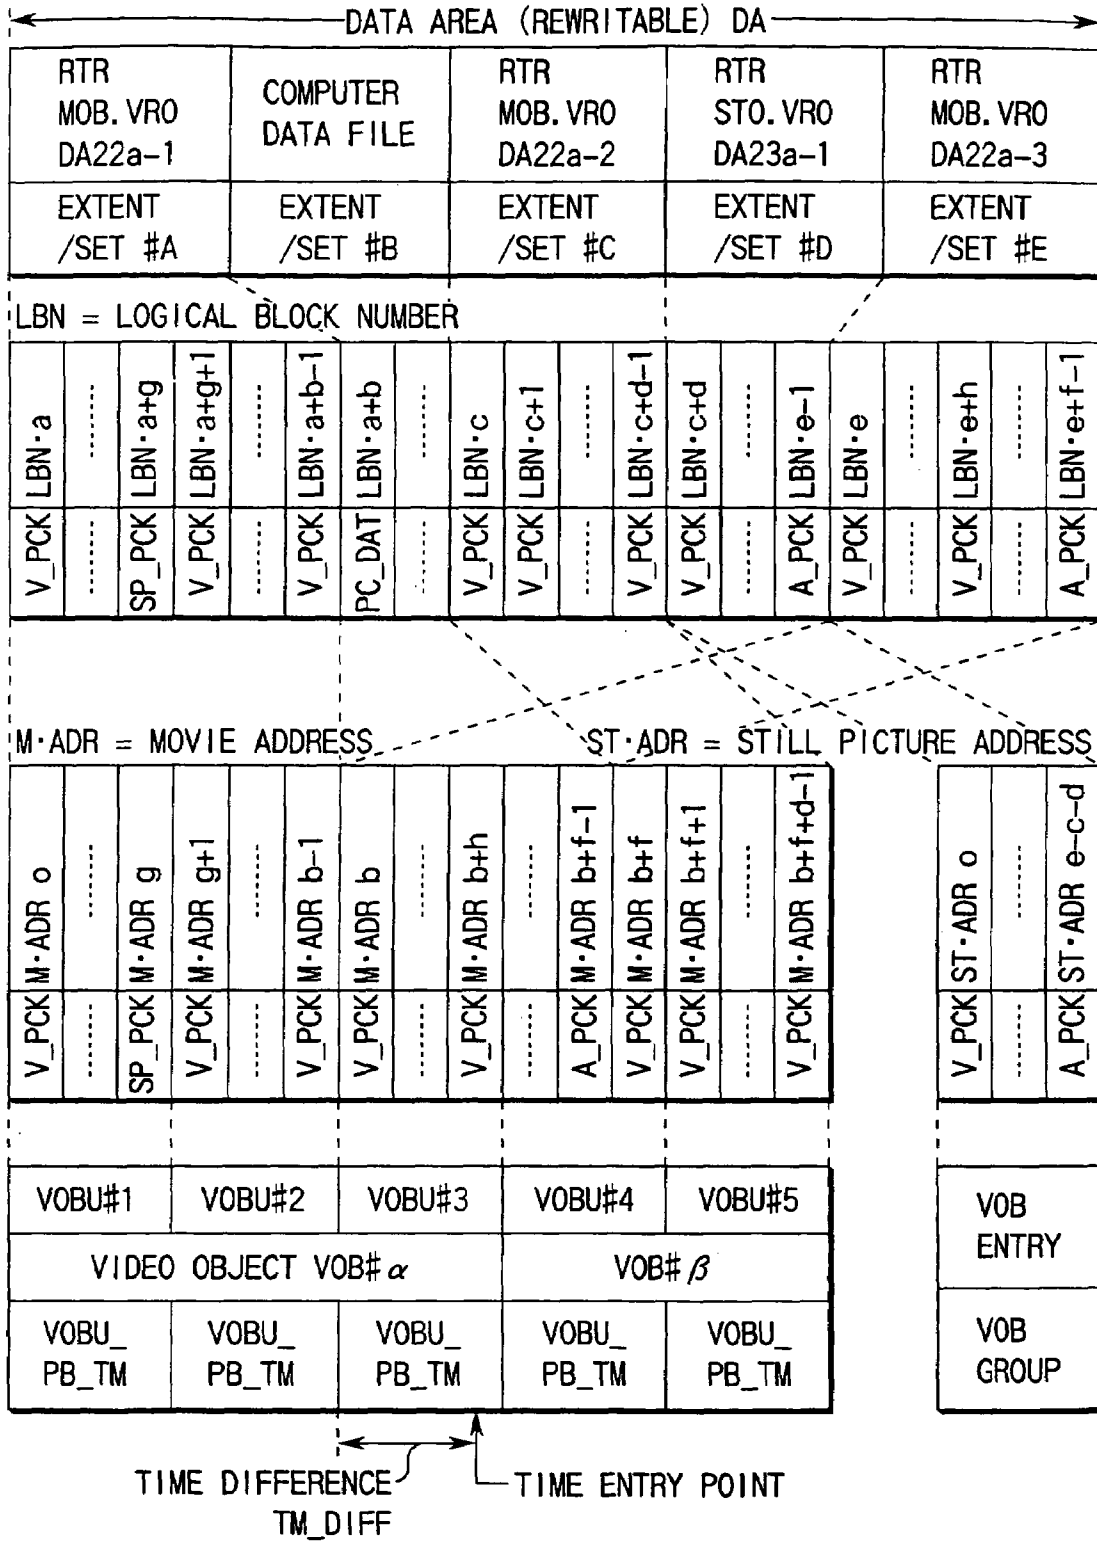 DATA AREA (REWRITABLE) DA
RTR
MOB.VRO
DA22a-1
COMPUTER
DATA FILE
RTR
MOB.VRO
DA22a-2
RTR
STO.VRO
DA23a-1
RTR
MOB.VRO
DA22a-3
EXTENT
/SET #A
EXTENT
/SET #B
EXTENT
/SET #C
EXTENT
/SET #D
EXTENT
/SET #E
LBN = LOGICAL BLOCK NUMBER
LBN·a
LBN·a+g
LBN·a+g+1
LBN·a+b-1
LBN·a+b
LBN·c
LBN·c+1
LBN·c+d-1
LBN·c+d
LBN·e-1
LBN·e
LBN·e+h
LBN·e+f-1
V_PCK
SP_PCK
V_PCK
V_PCK
PC_DAT
V_PCK
V_PCK
V_PCK
V_PCK
A_PCK
V_PCK
V_PCK
A_PCK
M·ADR = MOVIE ADDRESS
ST·ADR = STILL PICTURE ADDRESS
M·ADR o
M·ADR g
M·ADR g+1
M·ADR b-1
M·ADR b
M·ADR b+h
M·ADR b+f-1
M·ADR b+f
M·ADR b+f+1
M·ADR b+f+d-1
ST·ADR o
ST·ADR e-c-d
V_PCK
SP_PCK
V_PCK
V_PCK
V_PCK
V_PCK
A_PCK
V_PCK
V_PCK
V_PCK
V_PCK
A_PCK
VOBU#1
VOBU#2
VOBU#3
VOBU#4
VOBU#5
VOB
ENTRY
VIDEO OBJECT VOB#α
VOB#β
VOBU_
PB_TM
VOBU_
PB_TM
VOBU_
PB_TM
VOBU_
PB_TM
VOBU_
PB_TM
VOB
GROUP
TIME DIFFERENCE
TM_DIFF
TIME ENTRY POINT